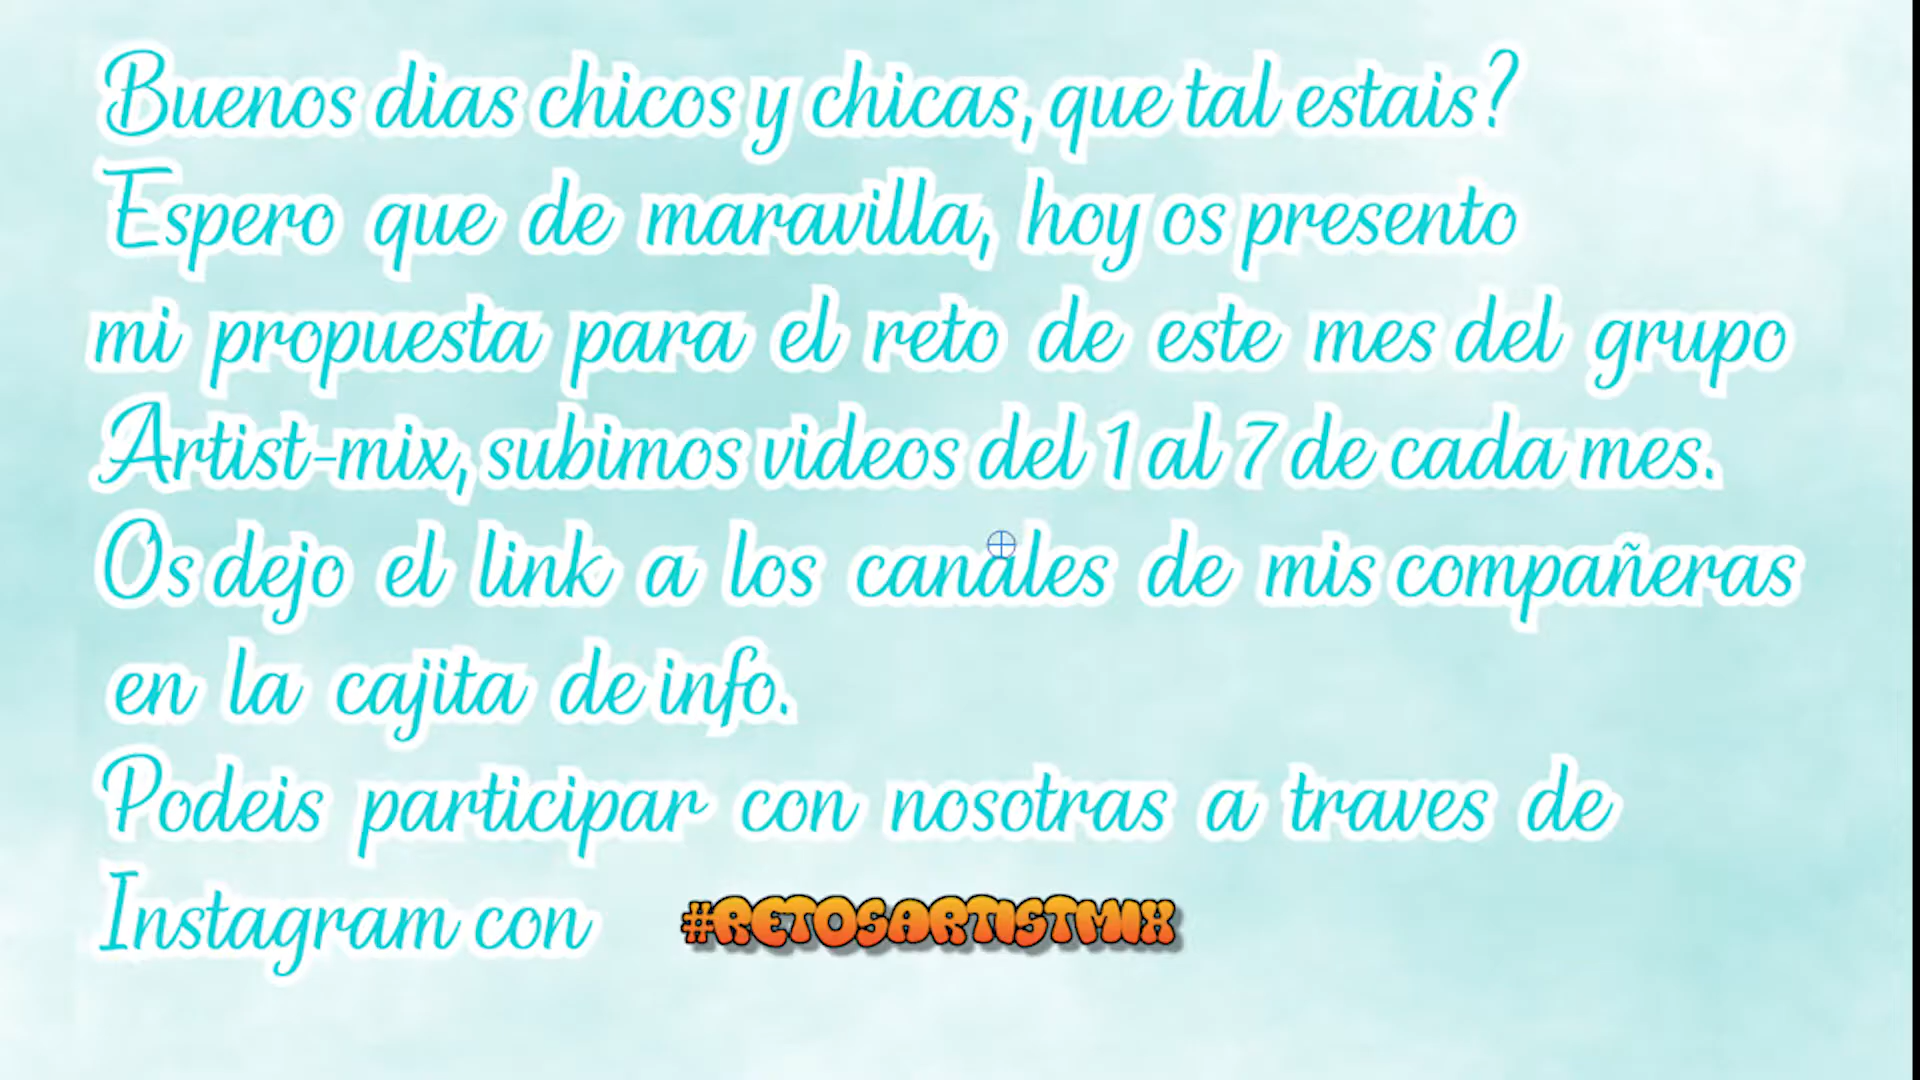 Buenos dias chicos y chicas, que tal estais?
Espero que de maravilla, hoy os presento
mi propuesta para el reto de este mes del grupo
Artist-mix, subimos videos del 1 al 7 de cada mes.
Os dejo el link a los canales de mis compañeras
en la cajita de info.
Podeis participar con nosotras a traves de
Instagram con #RETOSARTISTMIX